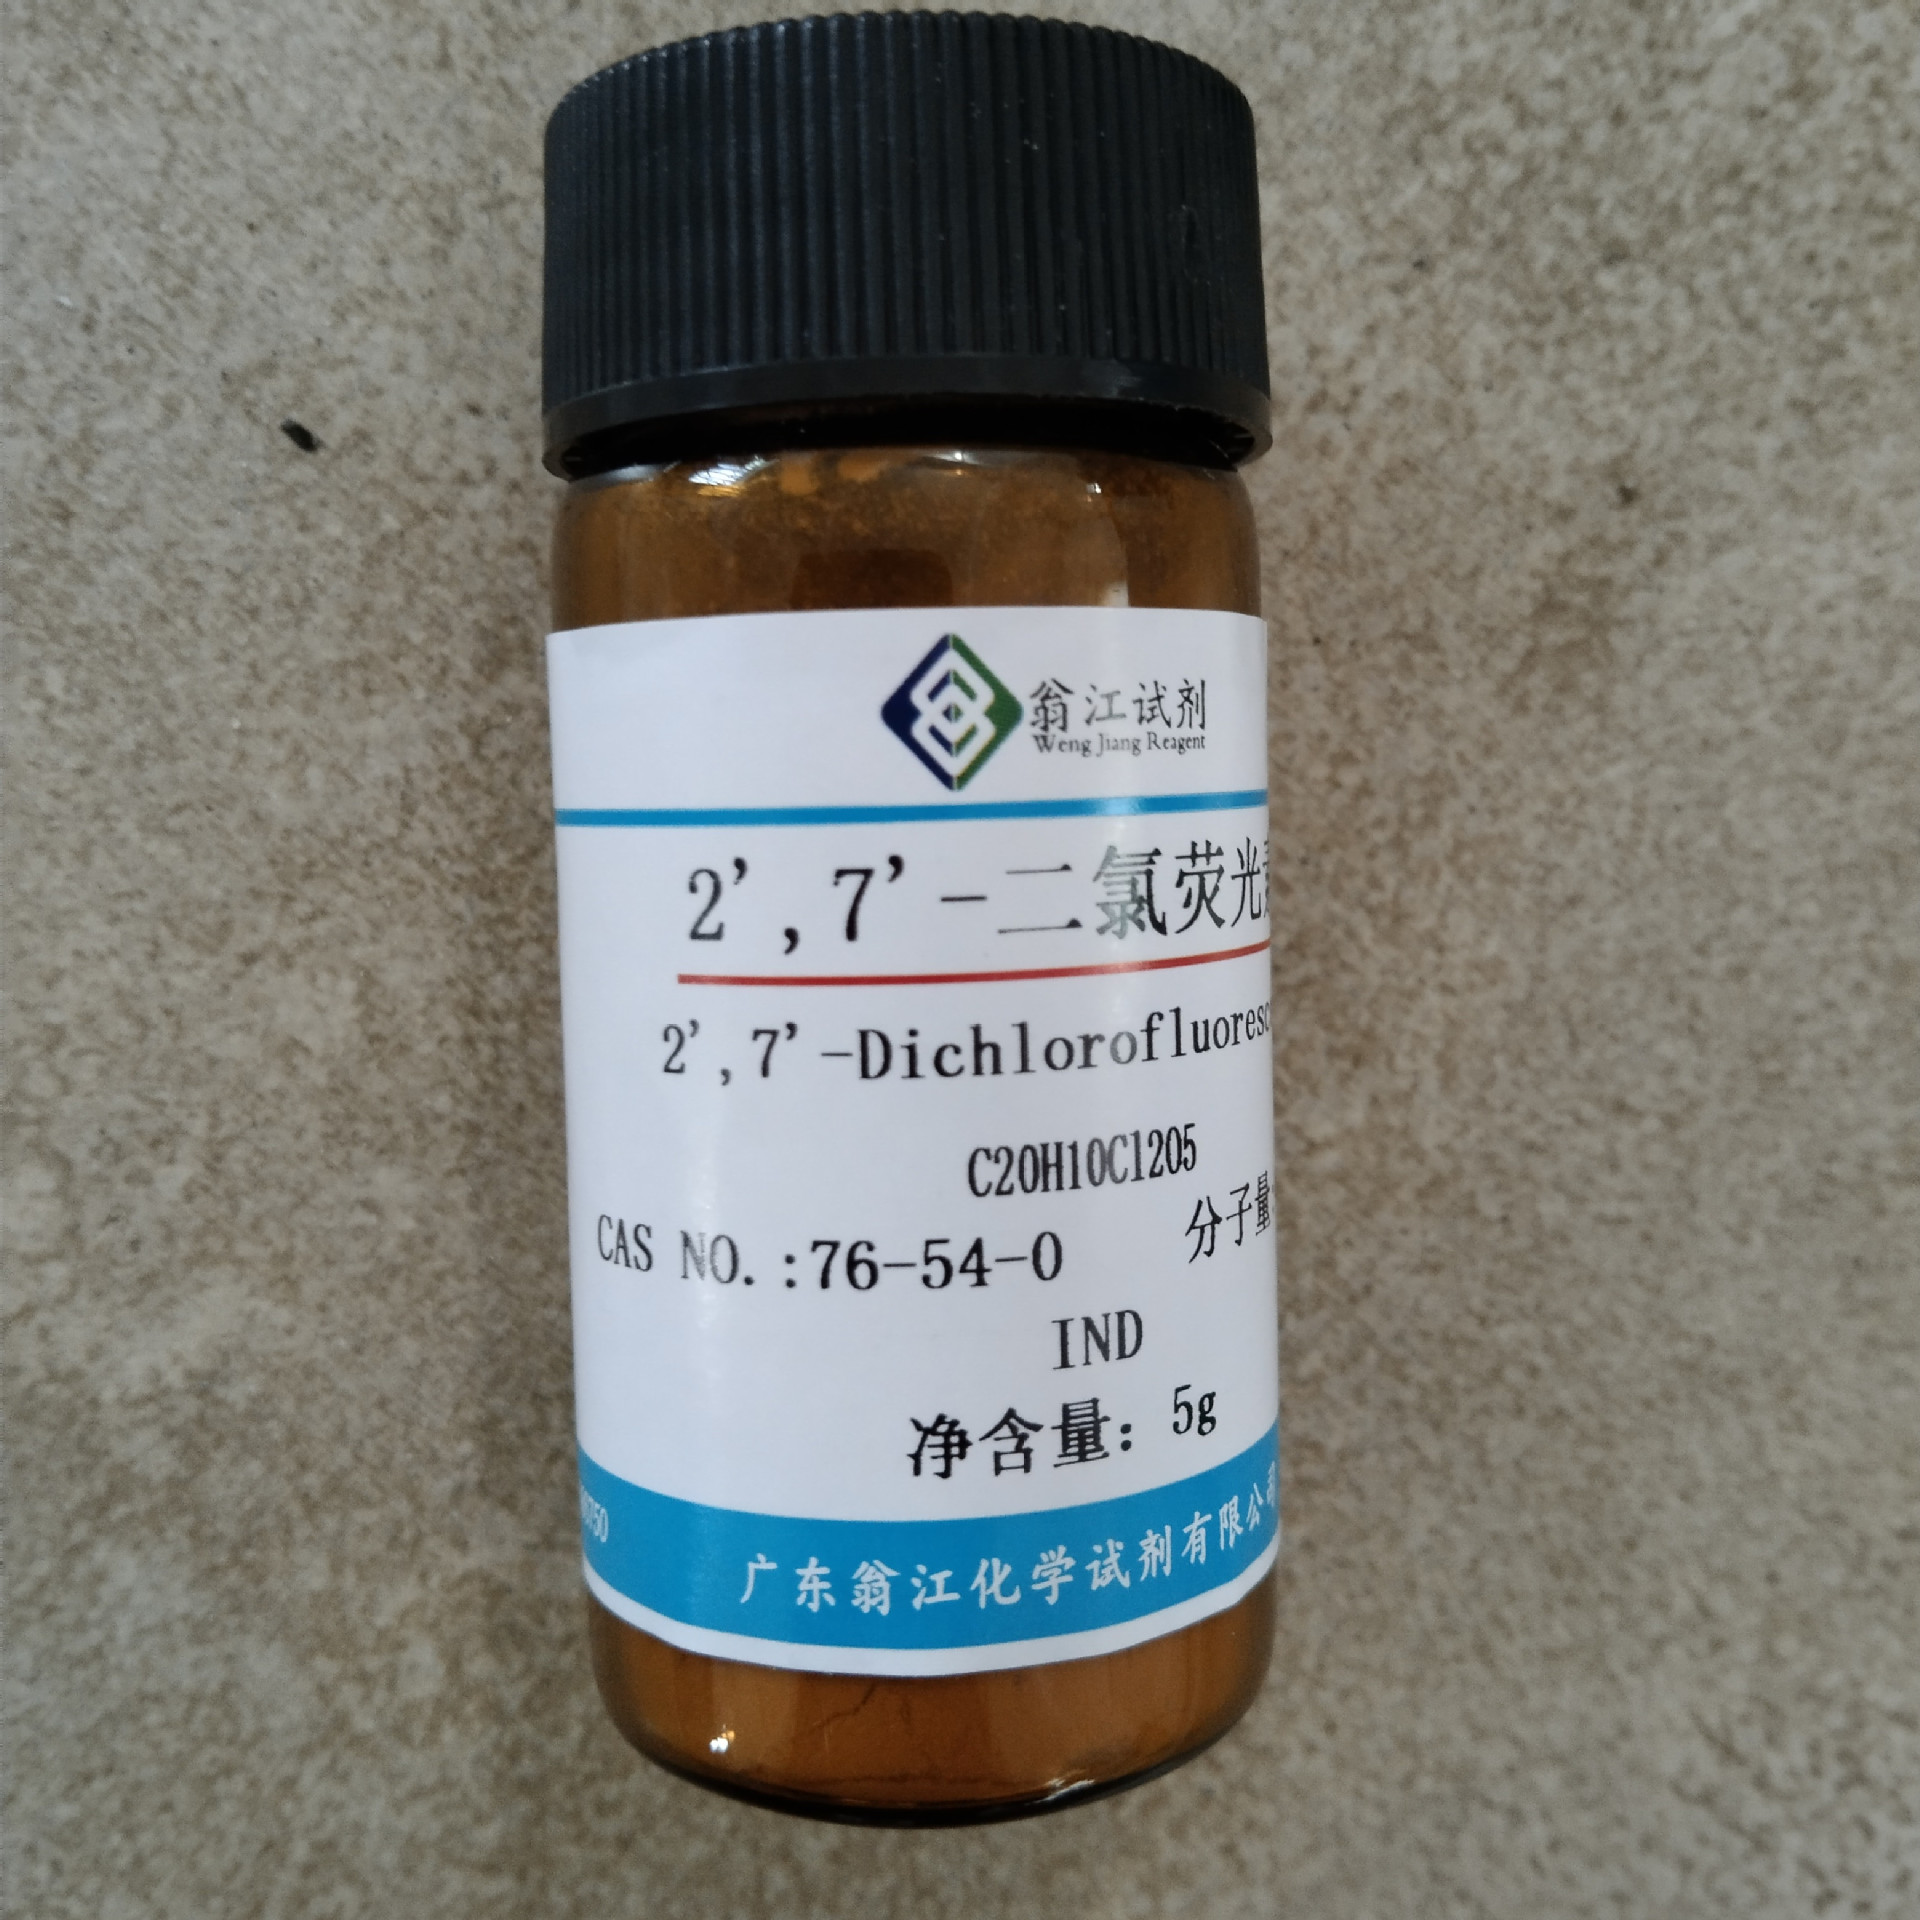 翁江试剂
Weng Jiang Reagent
2’,7’-二氯荧光
2’,7’-Dichlorofluoresc
C20H10Cl2O5
CAS NO.:76-54-0
分子量
IND
净含量：5g
广东翁江化学试剂有限公司